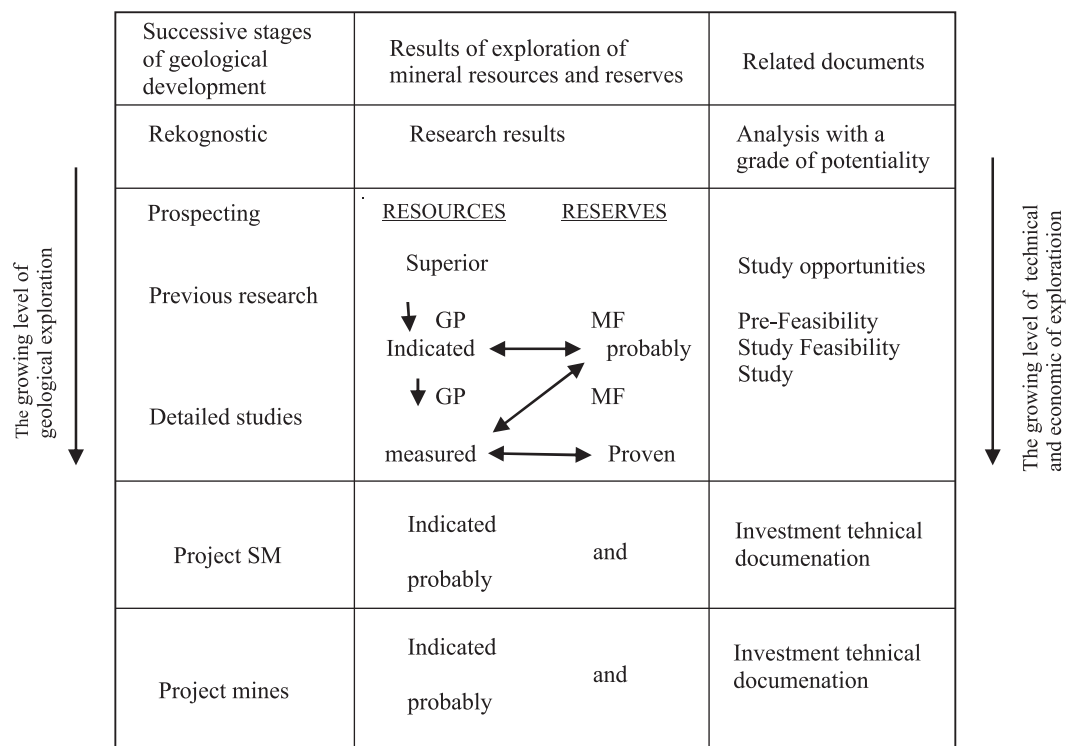 Successive stages
of geological
development
Results of exploration of
mineral resources and reserves
Related documents
Rekognostic
Research results
Analysis with a
grade of potentiality
Prospecting
Previous research
Detailed studies
RESOURCES
RESERVES
Superior
GP
MF
Indicated
probably
GP
MF
measured
Proven
Study opportunities
Pre-Feasibility
Study Feasibility
Study
Project SM
Indicated
and
probably
Investment tehnical
documenation
Project mines
Indicated
and
probably
Investment tehnical
documenation
The growing level of
geological exploration
The growing level of technical
and economic of exploratioion